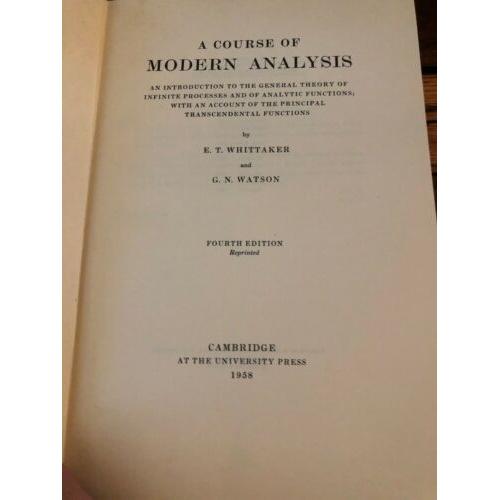 A COURSE OF
MODERN ANALYSIS
AN INTRODUCTION TO THE GENERAL THEORY OF
INFINITE PROCESSES AND OF ANALYTIC FUNCTIONS;
WITH AN ACCOUNT OF THE PRINCIPAL
TRANSCENDENTAL FUNCTIONS
by
E. T. WHITTAKER
and
G. N. WATSON
FOURTH EDITION
Reprinted
CAMBRIDGE
AT THE UNIVERSITY PRESS
1958